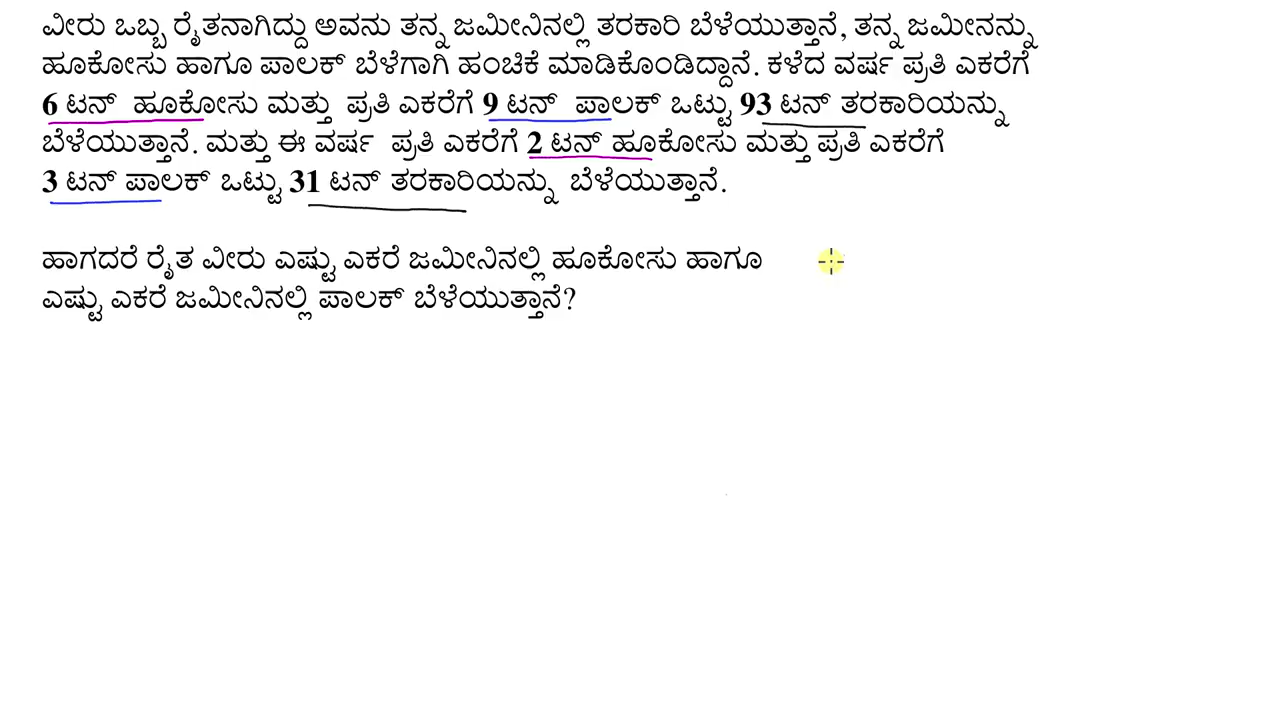 ವೀರು ಒಬ್ಬ ರೈತನಾಗಿದ್ದು ಅವನು ತನ್ನ ಜಮೀನಿನಲ್ಲಿ ತರಕಾರಿ ಬೆಳೆಯುತ್ತಾನೆ, ತನ್ನ ಜಮೀನನ್ನು
ಹೂಕೋಸು ಹಾಗೂ ಪಾಲಕ್ ಬೆಳೆಗಾಗಿ ಹಂಚಿಕೆ ಮಾಡಿಕೊಂಡಿದ್ದಾನೆ. ಕಳೆದ ವರ್ಷ ಪ್ರತಿ ಎಕರೆಗೆ
6 ಟನ್ ಹೂಕೋಸು ಮತ್ತು ಪ್ರತಿ ಎಕರೆಗೆ 9 ಟನ್ ಪಾಲಕ್ ಒಟ್ಟು 93 ಟನ್ ತರಕಾರಿಯನ್ನು
ಬೆಳೆಯುತ್ತಾನೆ. ಮತ್ತು ಈ ವರ್ಷ ಪ್ರತಿ ಎಕರೆಗೆ 2 ಟನ್ ಹೂಕೋಸು ಮತ್ತು ಪ್ರತಿ ಎಕರೆಗೆ
3 ಟನ್ ಪಾಲಕ್ ಒಟ್ಟು 31 ಟನ್ ತರಕಾರಿಯನ್ನು ಬೆಳೆಯುತ್ತಾನೆ.
ಹಾಗದರೆ ರೈತ ವೀರು ಎಷ್ಟು ಎಕರೆ ಜಮೀನಿನಲ್ಲಿ ಹೂಕೋಸು ಹಾಗೂ
ಎಷ್ಟು ಎಕರೆ ಜಮೀನಿನಲ್ಲಿ ಪಾಲಕ್ ಬೆಳೆಯುತ್ತಾನೆ?